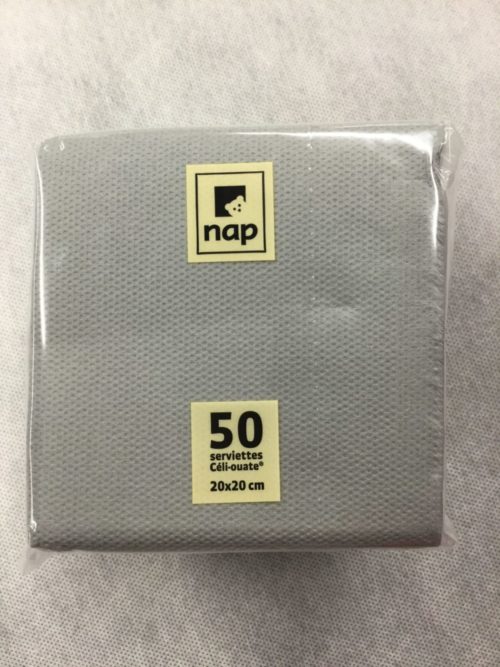 nap
50
serviettes
Céli-ouate®
20x20 cm